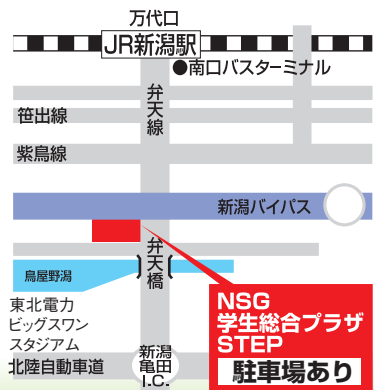 万代口
JR新潟駅
●南口バスターミナル
弁天線
笹出線
紫鳥線
新潟バイパス
弁天橋
鳥屋野潟
東北電力
ビッグスワン
スタジアム
北陸自動車道
新潟
亀田
I.C.
NSG
学生総合プラザ
STEP
駐車場あり